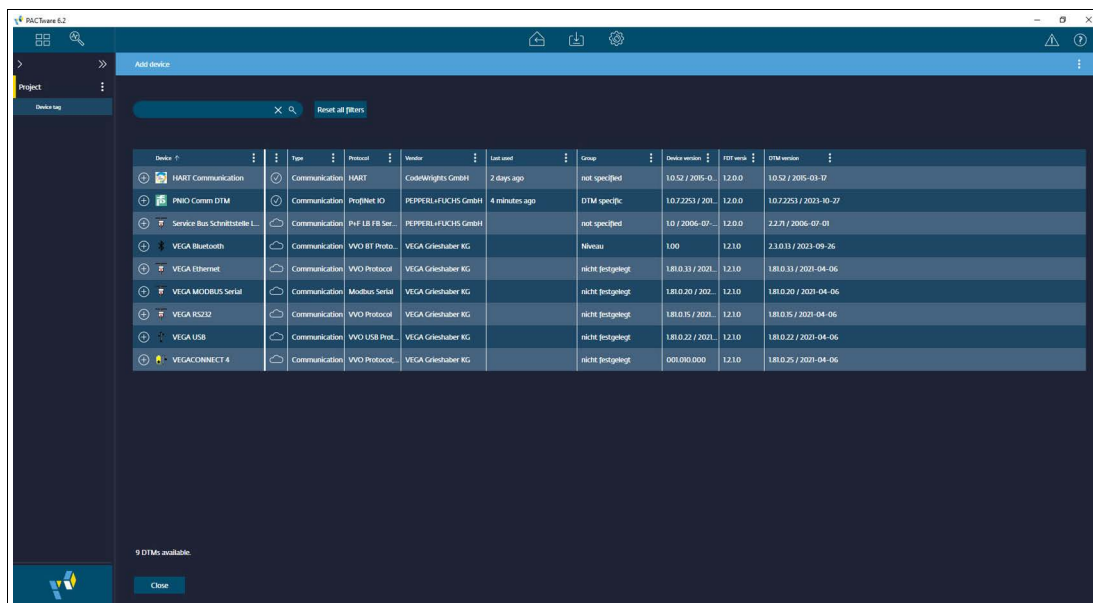 PACTware 6.2
Add device
Project
Device tag
Reset all filters
Device Type Protocol Vendor Last used Group Device version FDT versi DTM version
HART Communication Communication HART CodeWrights GmbH 2 days ago not specified 1.0.52 / 2015-0... 1.2.0.0 1.0.52 / 2015-03-17
PNIO Comm DTM Communication ProfiNet IO PEPPERL+FUCHS GmbH 4 minutes ago DTM specific 1.0.7.2253 / 201... 1.2.0.0 1.0.7.2253 / 2023-10-27
Service Bus Schnittstelle L... Communication P+F LB FB Ser... PEPPERL+FUCHS GmbH not specified 1.0 / 2006-07-... 1.2.0.0 2.2.71 / 2006-07-01
VEGA Bluetooth Communication VVO BT Proto... VEGA Grieshaber KG Niveau 1.00 1.2.1.0 2.3.0.13 / 2023-09-26
VEGA Ethernet Communication VVO Protocol VEGA Grieshaber KG nicht festgelegt 1.81.0.33 / 2021... 1.2.1.0 1.81.0.33 / 2021-04-06
VEGA MODBUS Serial Communication Modbus Serial VEGA Grieshaber KG nicht festgelegt 1.81.0.20 / 202... 1.2.1.0 1.81.0.20 / 2021-04-06
VEGA RS232 Communication VVO Protocol VEGA Grieshaber KG nicht festgelegt 1.81.0.15 / 2021... 1.2.1.0 1.81.0.15 / 2021-04-06
VEGA USB Communication VVO USB Prot... VEGA Grieshaber KG nicht festgelegt 1.81.0.22 / 2021... 1.2.1.0 1.81.0.22 / 2021-04-06
VEGACONNECT 4 Communication VVO Protocol;... VEGA Grieshaber KG nicht festgelegt 001.010.000 1.2.1.0 1.81.0.25 / 2021-04-06
9 DTMs available.
Close